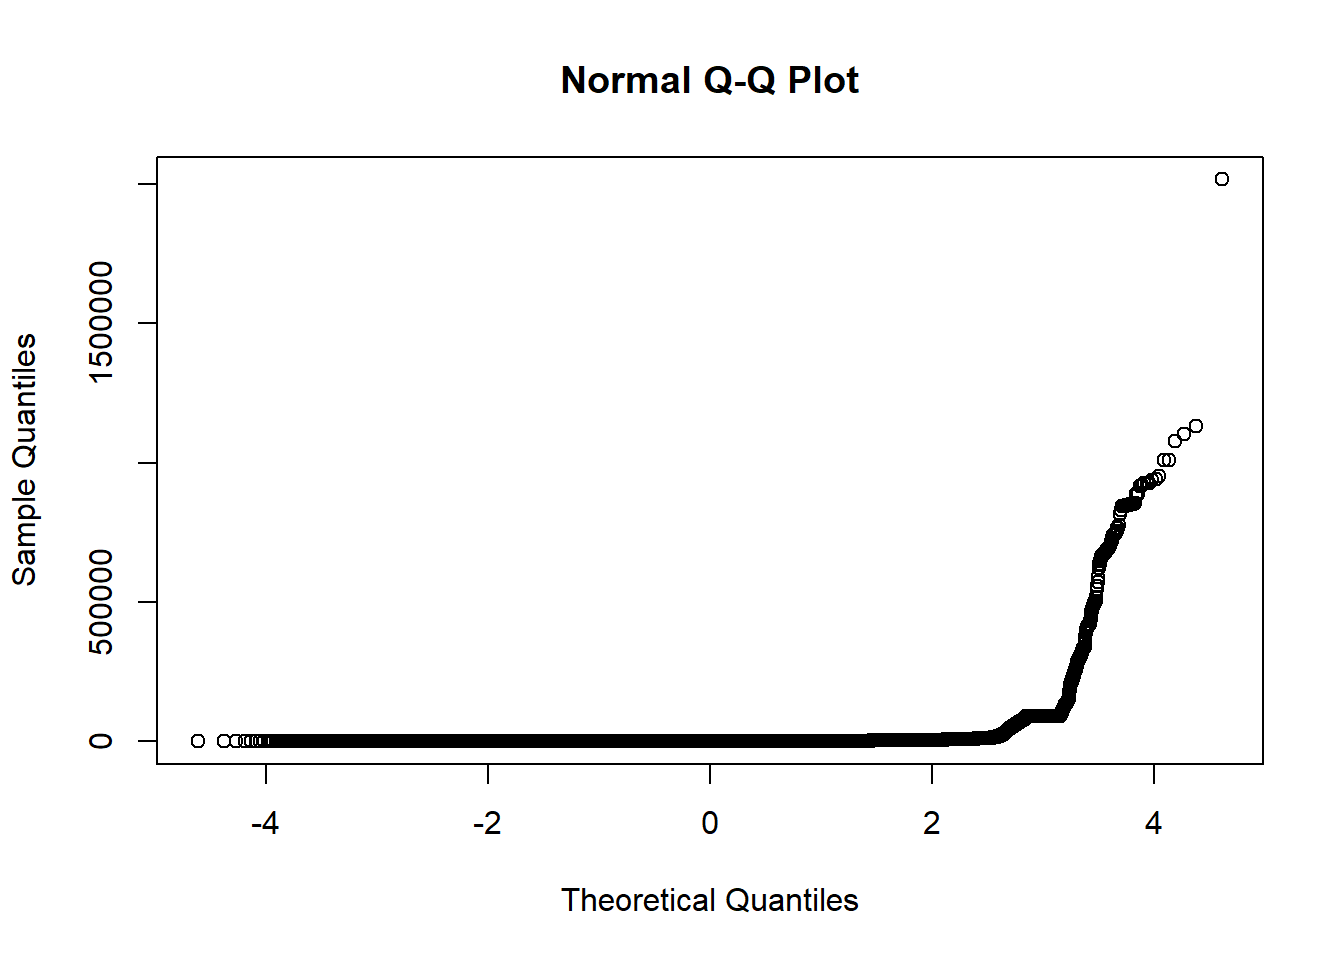 Normal Q-Q Plot
Sample Quantiles
1500000
500000
0
-4 -2 0 2 4
Theoretical Quantiles